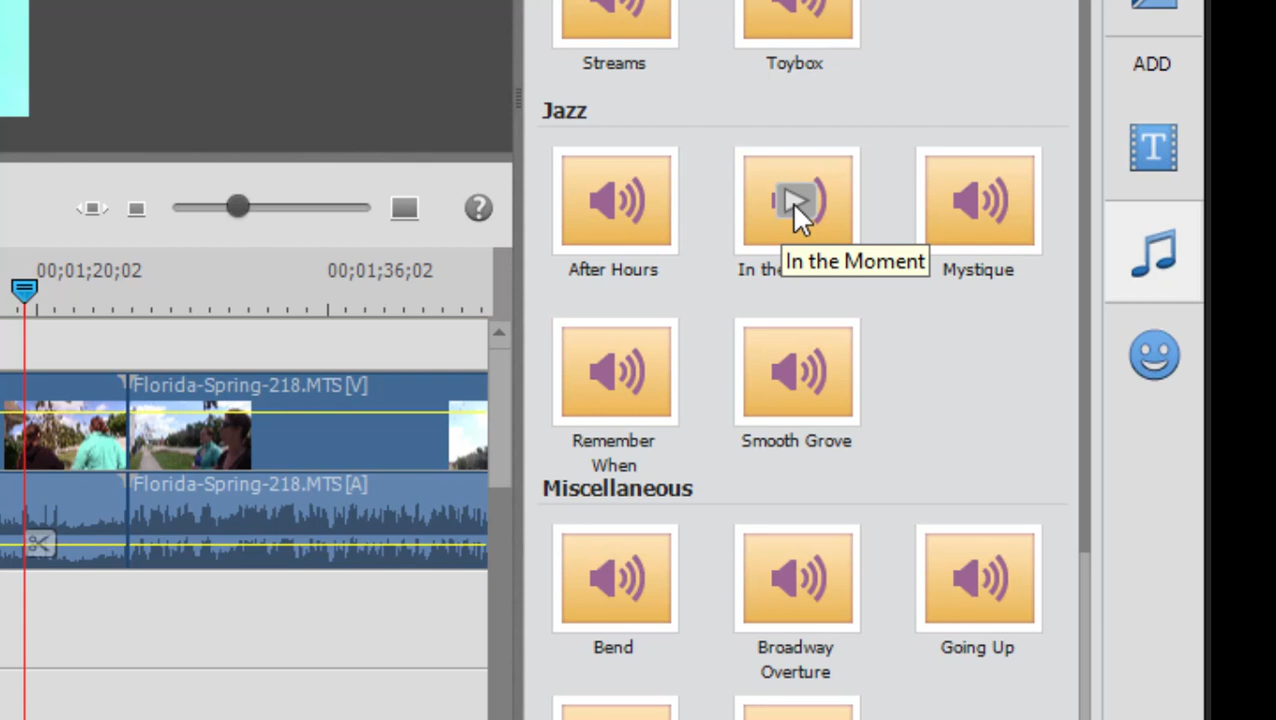 Streams
Toybox
ADD
Jazz
T
?
00;01;20;02
00;01;36;02
After Hours
In the
In the Moment
Mystique
Florida-Spring-218.MTS [V]
Remember
When
Smooth Grove
Florida-Spring-218.MTS [A]
Miscellaneous
Bend
Broadway
Overture
Going Up